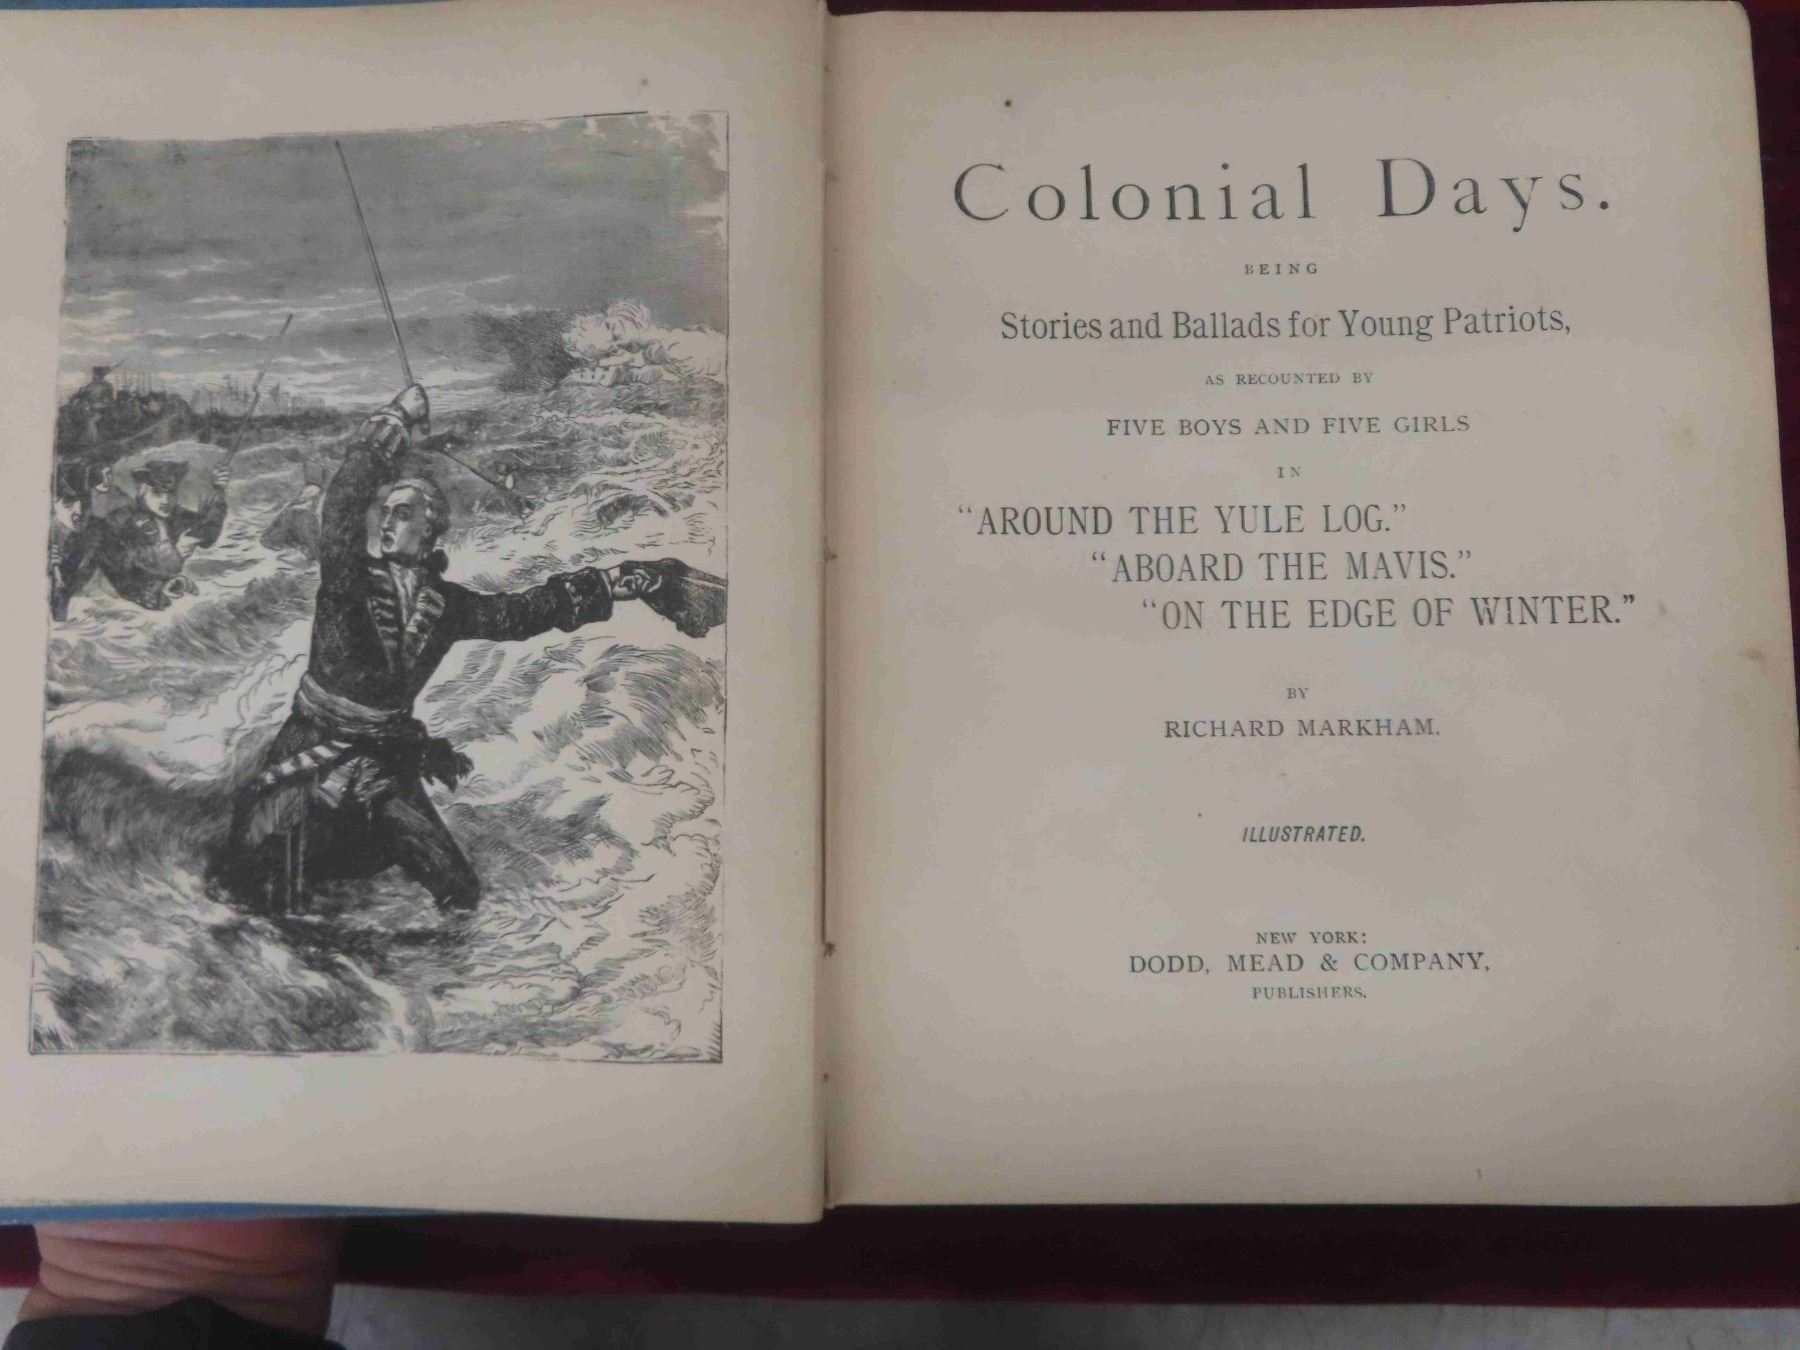 Colonial Days.
BEING
Stories and Ballads for Young Patriots,
AS RECOUNTED BY
FIVE BOYS AND FIVE GIRLS
IN
"AROUND THE YULE LOG."
"ABOARD THE MAVIS."
"ON THE EDGE OF WINTER."
BY
RICHARD MARKHAM.
ILLUSTRATED.
NEW YORK:
DODD, MEAD & COMPANY,
PUBLISHERS.